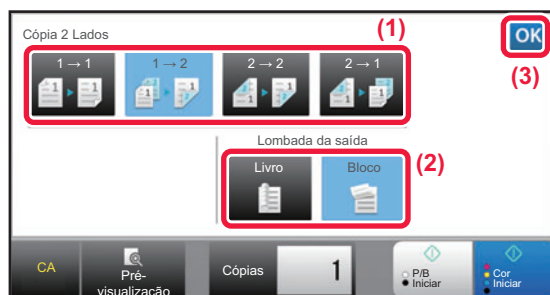 Cópia 2 Lados
(1)
OK
(3)
1 → 1
1 → 2
2 → 2
2 → 1
Lombada da saída
Livro
Bloco
(2)
CA
Pré-
visualização
Cópias
1
P/B
Iniciar
Cor
Iniciar